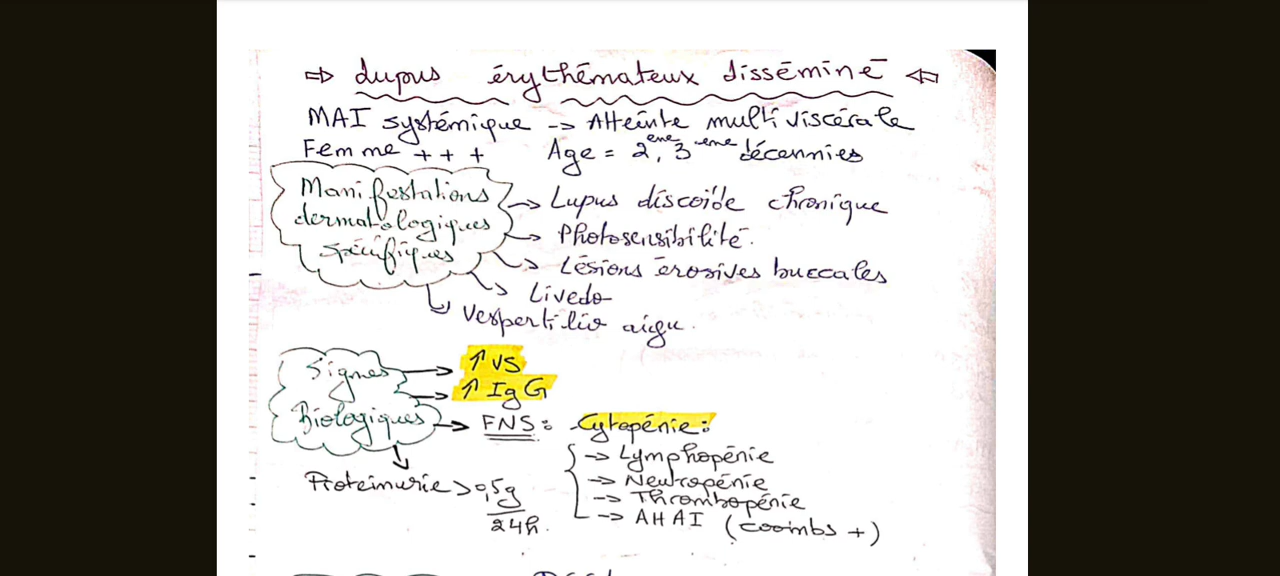 ⇒ Lupus érythémateux disséminé ⇐
MAI systémique -> Atteinte multiviscérale
Femme +++ Âge = 2ème, 3ème décennies
Manifestations dermatologiques spécifiques
-> Lupus discoïde chronique
-> Photosensibilité.
-> Lésions érosives buccales
-> Livedo
-> Vespertilio aigu.
Signes Biologiques
-> ↑ VS
-> ↑ IgG
-> FNS : Cytopénie :
-> Lymphopénie
-> Neutropénie
-> Thrombopénie
-> AHAI (coombs +)
-> Proteinurie > 0,5g/24h.